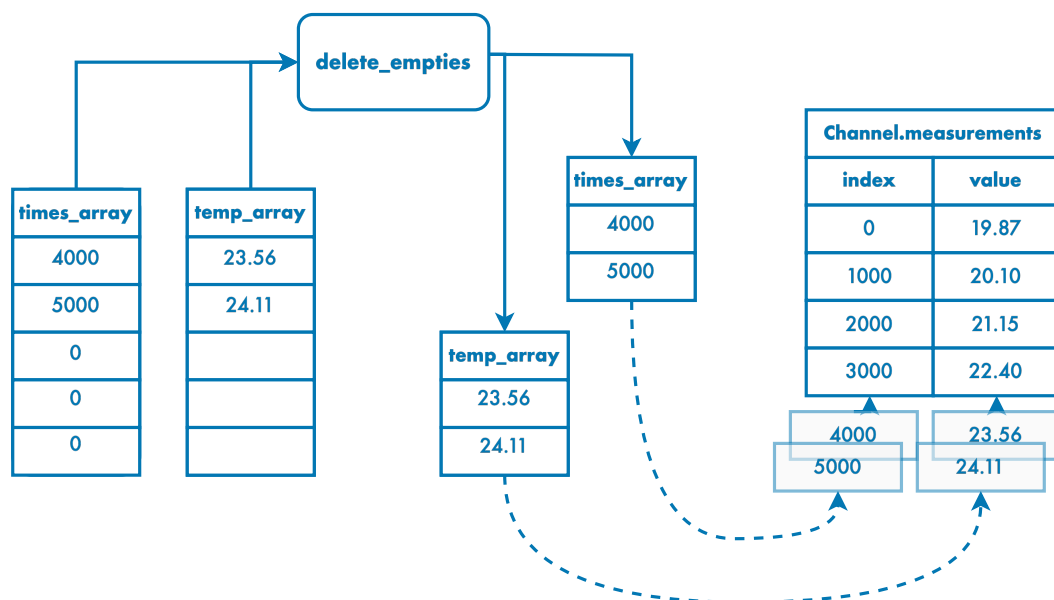 delete_empties
times_array
4000
5000
0
0
0
temp_array
23.56
24.11
times_array
4000
5000
temp_array
23.56
24.11
Channel.measurements
index value
0 19.87
1000 20.10
2000 21.15
3000 22.40
4000 23.56
5000 24.11